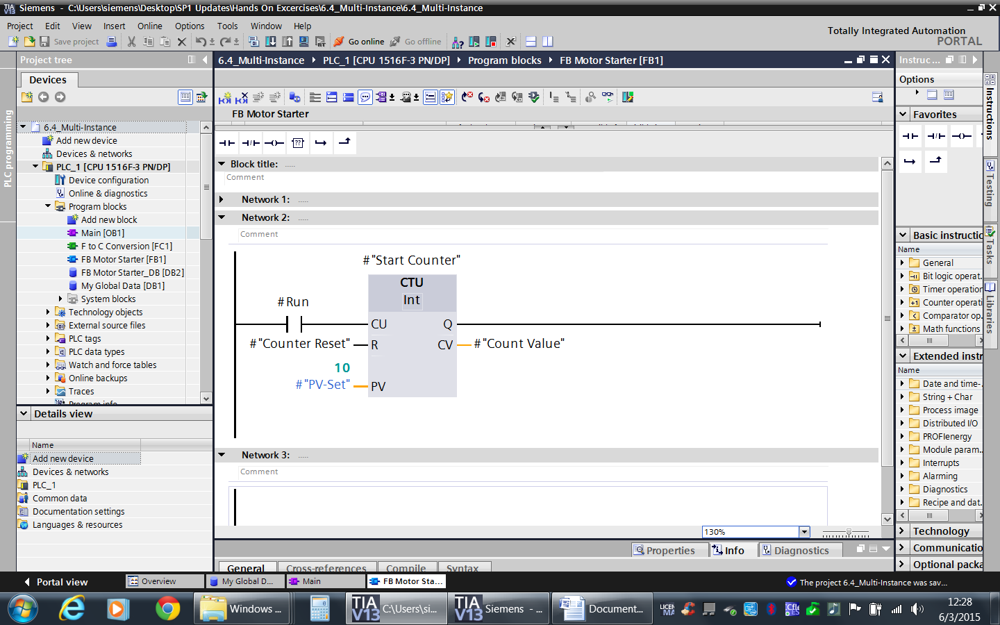 TIA V13
Siemens - C:\Users\siemens\Desktop\SP1 Updates\Hands On Excercises\6.4_Multi-Instance\6.4_Multi-Instance
Project Edit View Insert Online Options Tools Window Help
Totally Integrated Automation
PORTAL
Save project
Go online
Go offline
Project tree
Devices
PLC programming
6.4_Multi-Instance
Add new device
Devices & networks
PLC_1 [CPU 1516F-3 PN/DP]
Device configuration
Online & diagnostics
Program blocks
Add new block
Main [OB1]
F to C Conversion [FC1]
FB Motor Starter [FB1]
FB Motor Starter_DB [DB2]
My Global Data [DB1]
System blocks
Technology objects
External source files
PLC tags
PLC data types
Watch and force tables
Online backups
Traces
Program info
Details view
Name
Add new device
Devices & networks
PLC_1
Common data
Documentation settings
Languages & resources
6.4_Multi-Instance PLC_1 [CPU 1516F-3 PN/DP] Program blocks FB Motor Starter [FB1]
FB Motor Starter
??
Block title: .....
Comment
Network 1: .....
Network 2: .....
Comment
#"Start Counter"
CTU
Int
#Run
CU Q
#"Counter Reset" R CV #"Count Value"
10
#"PV-Set" PV
Network 3: .....
Comment
130%
Properties Info Diagnostics
General Cross-references Compile Syntax
Instruc...
Options
Favorites
Basic instructio
Name
General
Bit logic operat..
Timer operation
Counter operati
Comparator op..
Math functions
Extended instr
Name
Date and time-.
String + Char
Process image
Distributed I/O
PROFIenergy
Module param..
Interrupts
Alarming
Diagnostics
Recipe and dat.
Technology
Communicatio
Optional packa
Instructions
Testing
Tasks
Libraries
Portal view
Overview
My Global D...
Main
FB Motor Sta...
The project 6.4_Multi-Instance was sav...
Windows ...
TIA V13 C:\Users\si...
TIA V13 Siemens - ...
Document...
12:28
6/3/2015